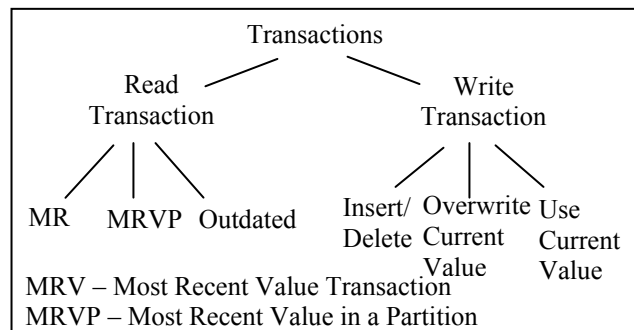 Transactions
Read
Transaction
Write
Transaction
MR
MRVP
Outdated
Insert/
Delete
Overwrite
Current
Value
Use
Current
Value
MRV – Most Recent Value Transaction
MRVP – Most Recent Value in a Partition